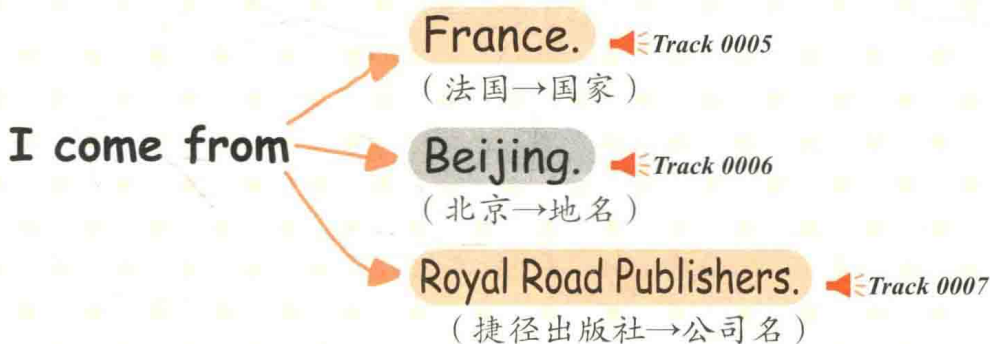 France. Track 0005
(法国→国家)
I come from
Beijing. Track 0006
(北京→地名)
Royal Road Publishers. Track 0007
(捷径出版社→公司名)